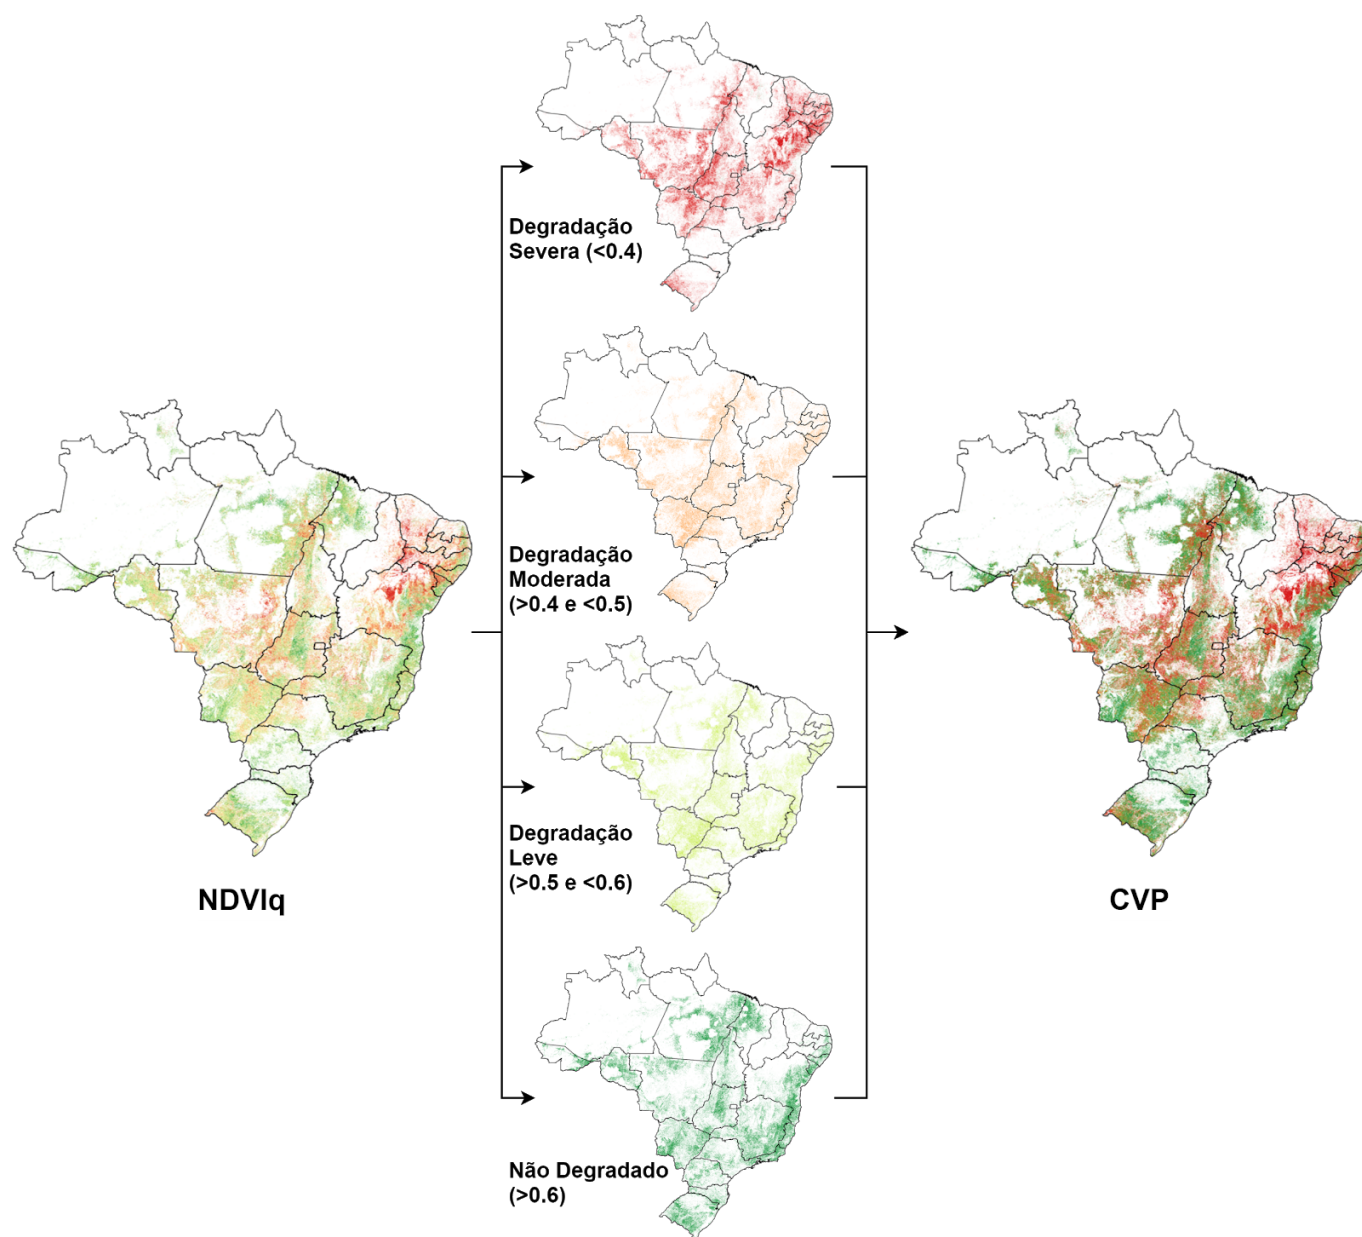 NDVIq
Degradação
Severa (<0.4)
Degradação
Moderada
(>0.4 e <0.5)
Degradação
Leve
(>0.5 e <0.6)
Não Degradado
(>0.6)
CVP